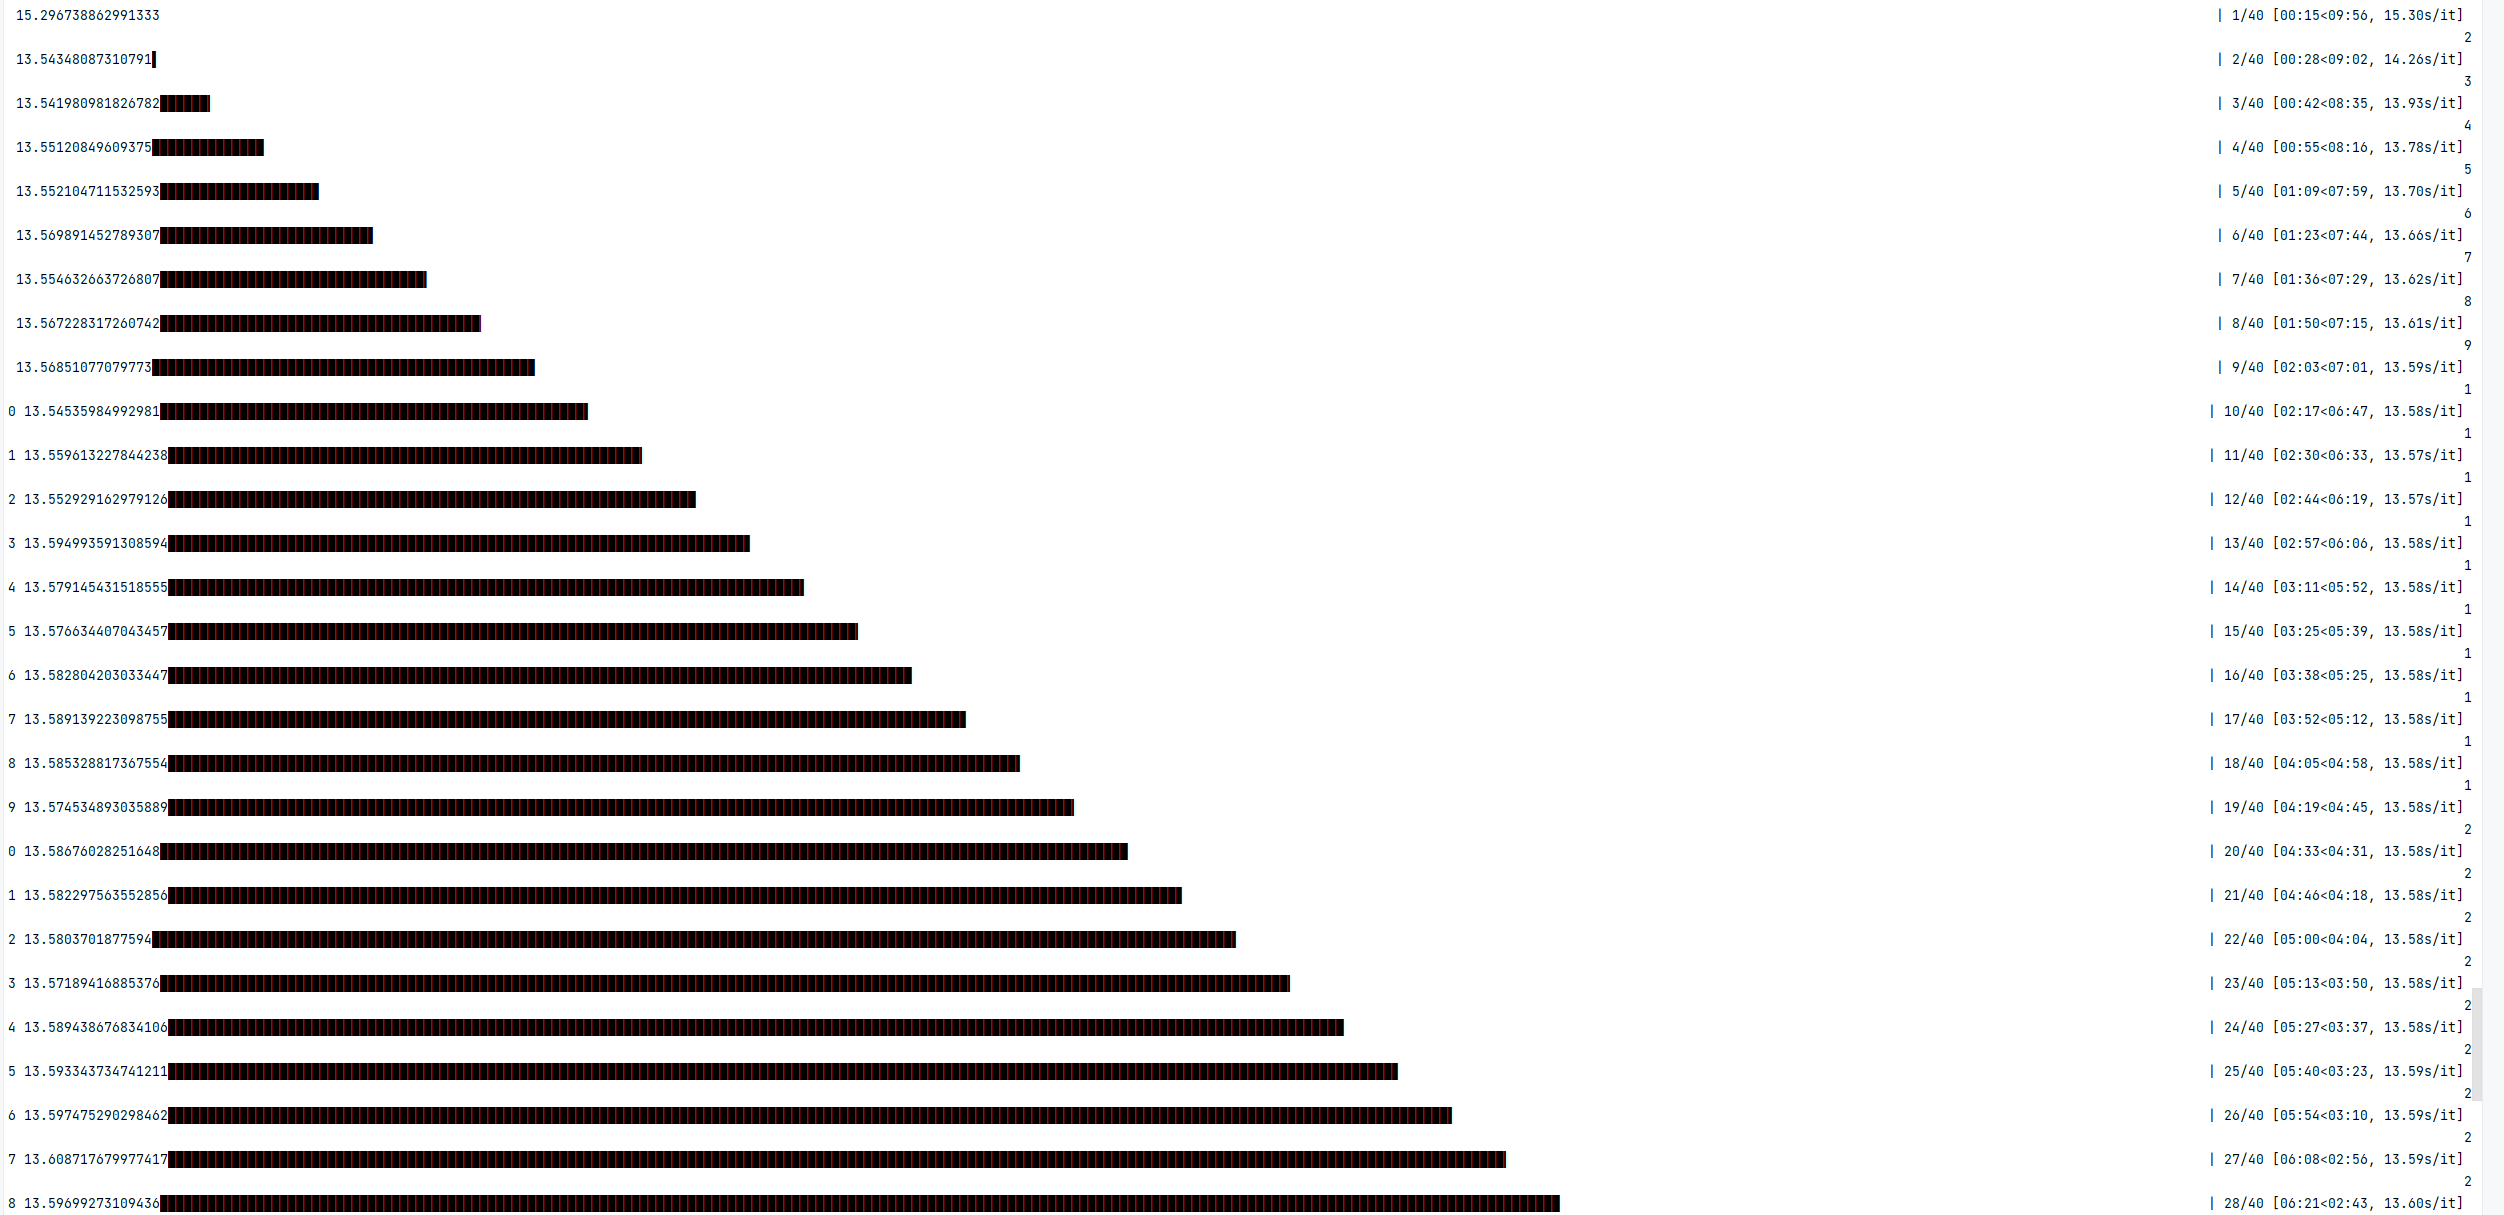 15.296738862991333 | 1/40 [00:15<09:56, 15.30s/it]
2
13.54348087310791 | 2/40 [00:28<09:02, 14.26s/it]
3
13.541980981826782 | 3/40 [00:42<08:35, 13.93s/it]
4
13.55120849609375 | 4/40 [00:55<08:16, 13.78s/it]
5
13.552104711532593 | 5/40 [01:09<07:59, 13.70s/it]
6
13.569891452789307 | 6/40 [01:23<07:44, 13.66s/it]
7
13.554632663726807 | 7/40 [01:36<07:29, 13.62s/it]
8
13.567228317260742 | 8/40 [01:50<07:15, 13.61s/it]
9
13.56851077079773 | 9/40 [02:03<07:01, 13.59s/it]
1
0 13.54535984992981 | 10/40 [02:17<06:47, 13.58s/it]
1
1 13.559613227844238 | 11/40 [02:30<06:33, 13.57s/it]
1
2 13.552929162979126 | 12/40 [02:44<06:19, 13.57s/it]
1
3 13.594993591308594 | 13/40 [02:57<06:06, 13.58s/it]
1
4 13.579145431518555 | 14/40 [03:11<05:52, 13.58s/it]
1
5 13.576634407043457 | 15/40 [03:25<05:39, 13.58s/it]
1
6 13.582804203033447 | 16/40 [03:38<05:25, 13.58s/it]
1
7 13.589139223098755 | 17/40 [03:52<05:12, 13.58s/it]
1
8 13.585328817367554 | 18/40 [04:05<04:58, 13.58s/it]
1
9 13.574534893035889 | 19/40 [04:19<04:45, 13.58s/it]
2
0 13.58676028251648 | 20/40 [04:33<04:31, 13.58s/it]
2
1 13.582297563552856 | 21/40 [04:46<04:18, 13.58s/it]
2
2 13.5803701877594 | 22/40 [05:00<04:04, 13.58s/it]
2
3 13.57189416885376 | 23/40 [05:13<03:50, 13.58s/it]
2
4 13.589438676834106 | 24/40 [05:27<03:37, 13.58s/it]
2
5 13.593343734741211 | 25/40 [05:40<03:23, 13.59s/it]
2
6 13.597475290298462 | 26/40 [05:54<03:10, 13.59s/it]
2
7 13.608717679977417 | 27/40 [06:08<02:56, 13.59s/it]
2
8 13.59699273109436 | 28/40 [06:21<02:43, 13.60s/it]